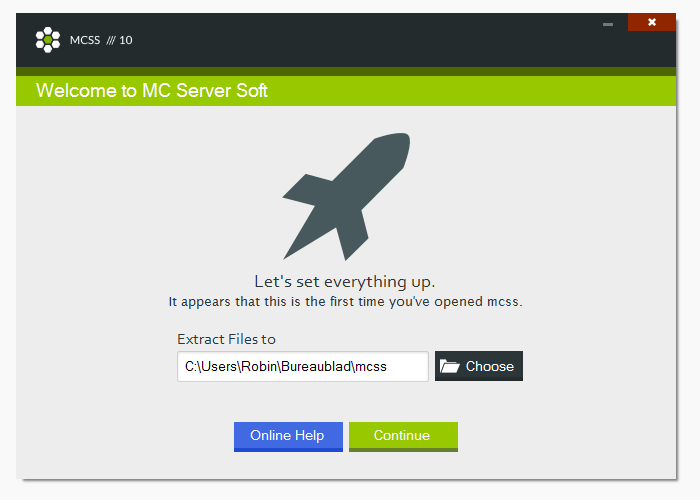 MCSS /// 10
Welcome to MC Server Soft
Let's set everything up.
It appears that this is the first time you've opened mcss.
Extract Files to
C:\Users\Robin\Bureaublad\mcss
Choose
Online Help
Continue